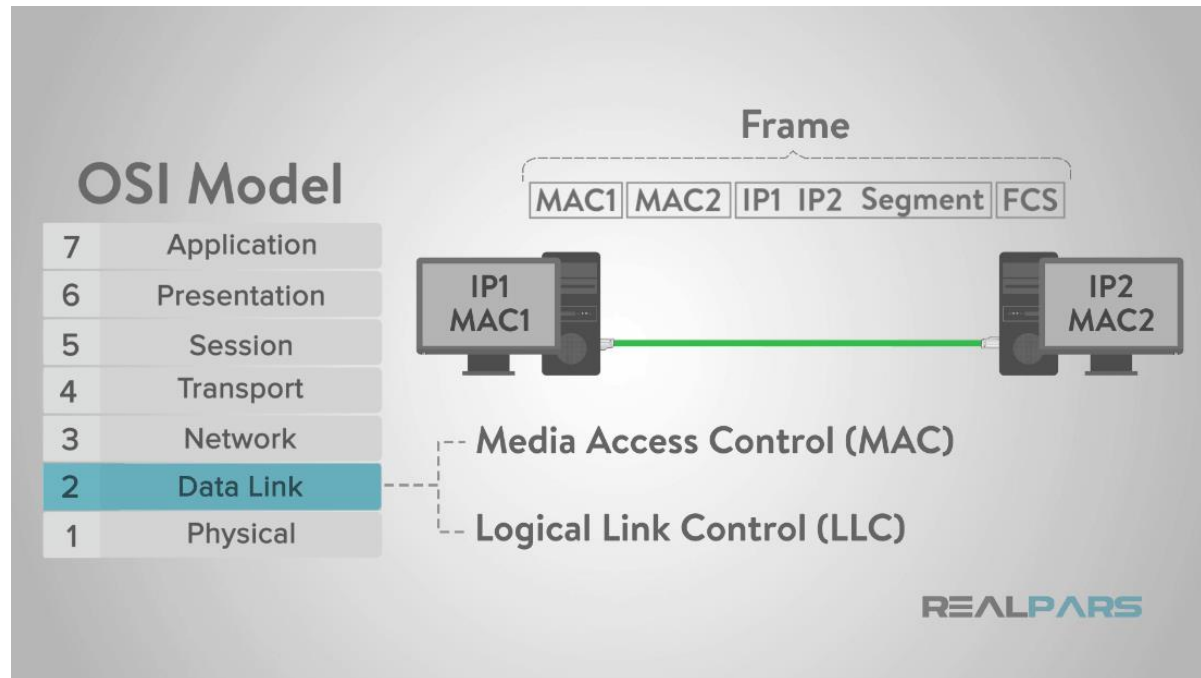 OSI Model
7 Application
6 Presentation
5 Session
4 Transport
3 Network
2 Data Link
1 Physical
Frame
MAC1 MAC2 IP1 IP2 Segment FCS
IP1
MAC1
IP2
MAC2
Media Access Control (MAC)
Logical Link Control (LLC)
REALPARS